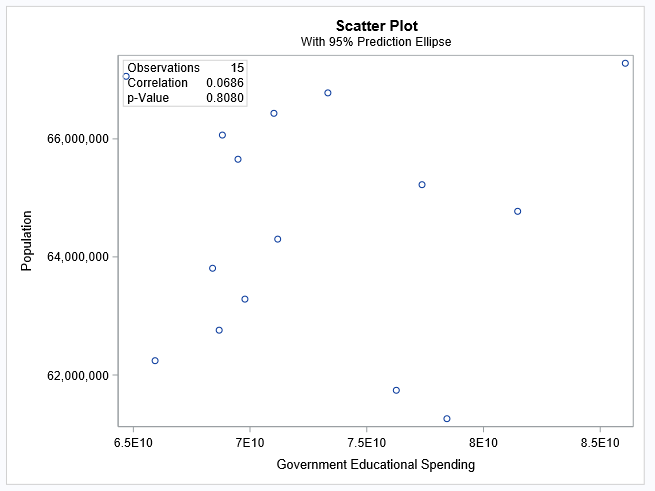 Scatter Plot
With 95% Prediction Ellipse
Observations 15
Correlation 0.0686
p-Value 0.8080
66,000,000
64,000,000
62,000,000
Population
6.5E10 7E10 7.5E10 8E10 8.5E10
Government Educational Spending